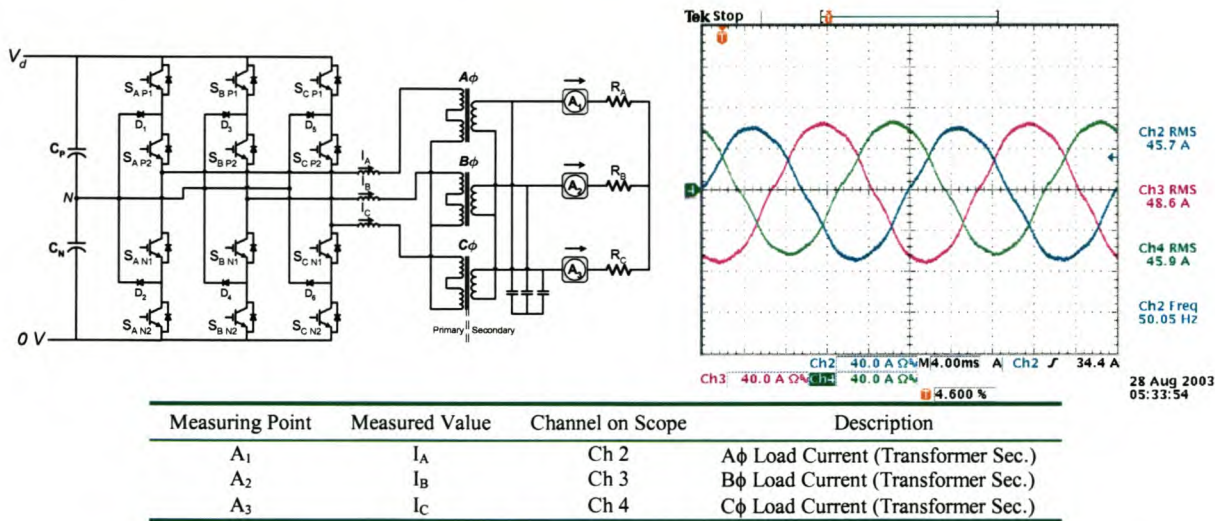 V_d
C_P
N
C_N
0 V
S_A P1
S_B P1
S_C P1
D_1
D_3
D_5
S_A P2
S_B P2
S_C P2
I_A
I_B
I_C
S_A N1
S_B N1
S_C N1
D_2
D_4
D_6
S_A N2
S_B N2
S_C N2
Aϕ
Bϕ
Cϕ
Primary
Secondary
A_1
R_A
A_2
R_B
A_3
R_C
Tek Stop
T
4
Ch2 RMS
45.7 A
Ch3 RMS
48.6 A
Ch4 RMS
45.9 A
Ch2 Freq
50.05 Hz
Ch2 40.0 A Ω M 4.00ms A Ch2 34.4 A
Ch3 40.0 A Ω Ch4 40.0 A Ω
T 4.600 %
28 Aug 2003
05:33:54
Measuring Point Measured Value Channel on Scope Description
A_1 I_A Ch 2 Aϕ Load Current (Transformer Sec.)
A_2 I_B Ch 3 Bϕ Load Current (Transformer Sec.)
A_3 I_C Ch 4 Cϕ Load Current (Transformer Sec.)